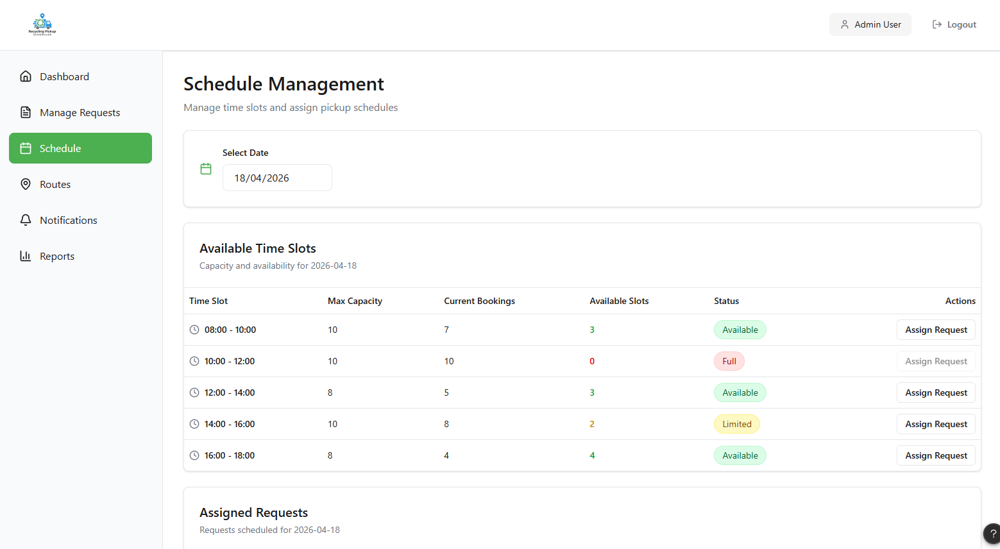 Recycling Pickup
SCHEDULER
Admin User
Logout
Dashboard
Manage Requests
Schedule
Routes
Notifications
Reports
Schedule Management
Manage time slots and assign pickup schedules
Select Date
18/04/2026
Available Time Slots
Capacity and availability for 2026-04-18
Time Slot Max Capacity Current Bookings Available Slots Status Actions
08:00 - 10:00 10 7 3 Available Assign Request
10:00 - 12:00 10 10 0 Full Assign Request
12:00 - 14:00 8 5 3 Available Assign Request
14:00 - 16:00 10 8 2 Limited Assign Request
16:00 - 18:00 8 4 4 Available Assign Request
Assigned Requests
Requests scheduled for 2026-04-18
?